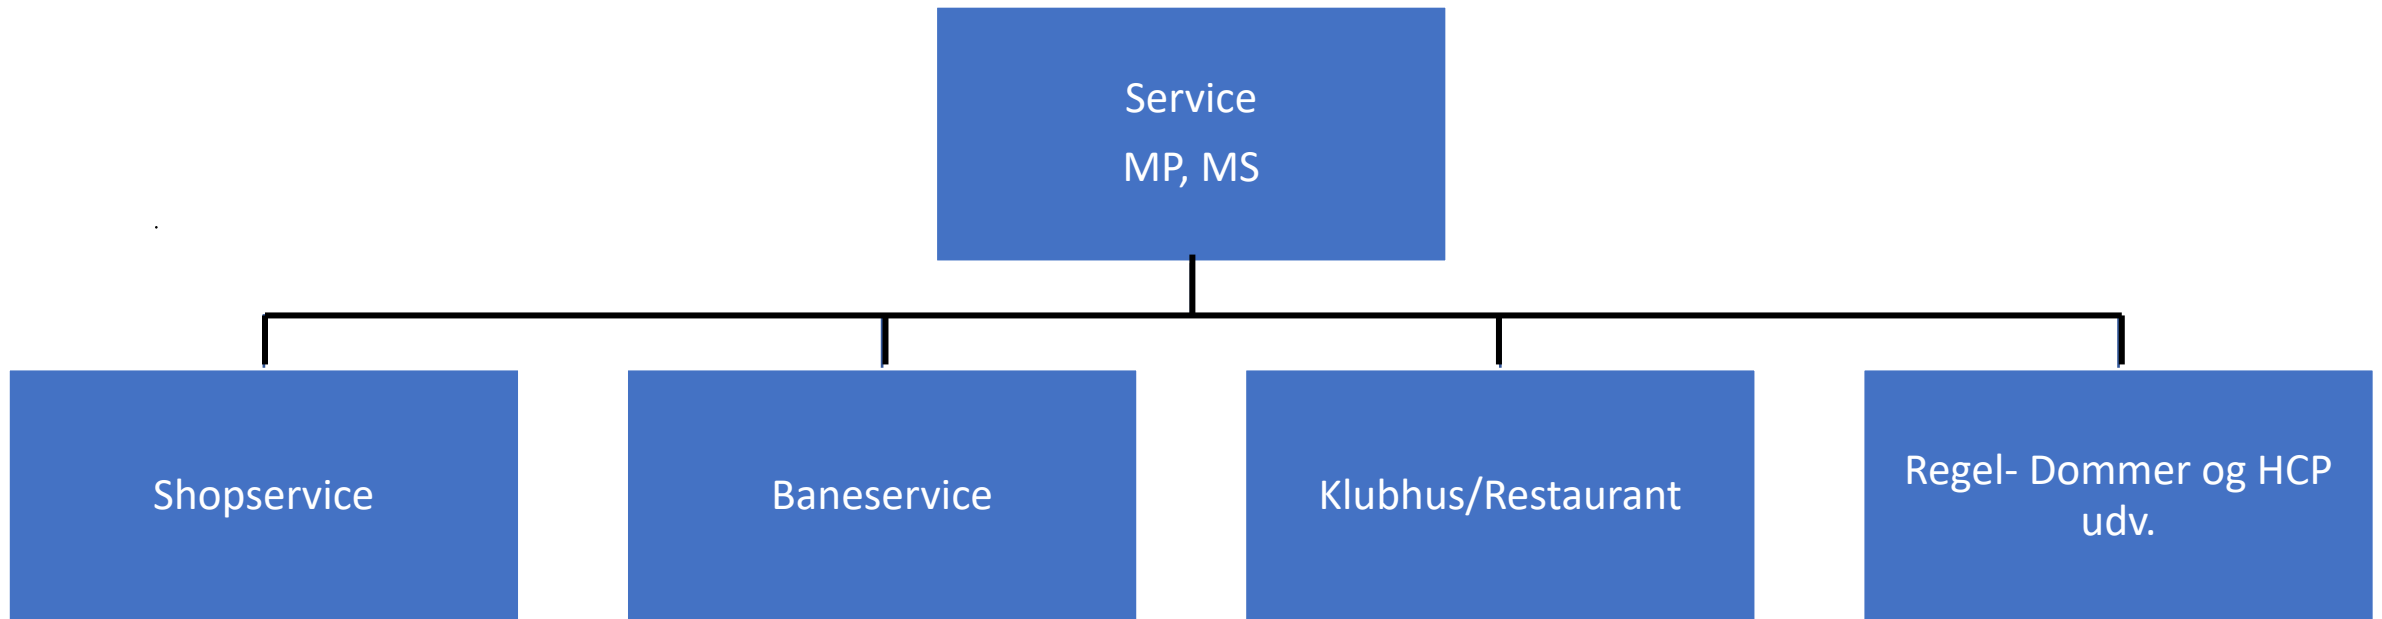 Service
MP, MS
.
Shopservice
Baneservice
Klubhus/Restaurant
Regel- Dommer og HCP
udv.